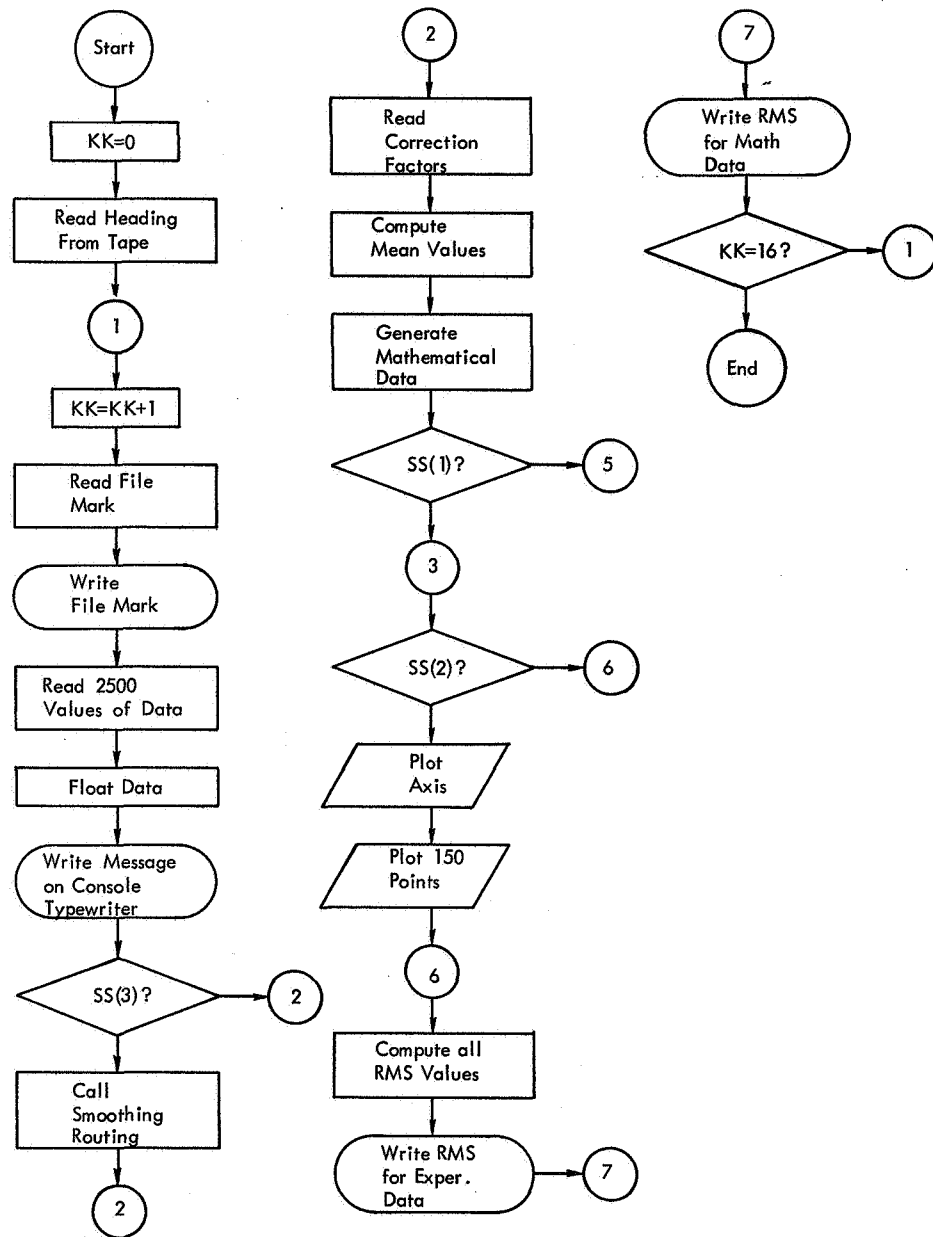 Start
KK=0
Read Heading
From Tape
1
KK=KK+1
Read File
Mark
Write
File Mark
Read 2500
Values of Data
Float Data
Write Message
on Console
Typewriter
SS(3)?
2
Call
Smoothing
Routing
2
2
Read
Correction
Factors
Compute
Mean Values
Generate
Mathematical
Data
SS(1)?
5
3
SS(2)?
6
Plot
Axis
Plot 150
Points
6
Compute all
RMS Values
Write RMS
for Exper.
Data
7
7
Write RMS
for Math
Data
KK=16?
1
End